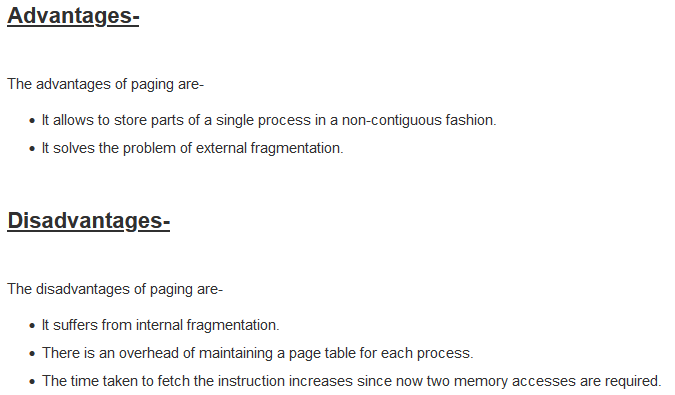 Advantages-
The advantages of paging are-
• It allows to store parts of a single process in a non-contiguous fashion.
• It solves the problem of external fragmentation.
Disadvantages-
The disadvantages of paging are-
• It suffers from internal fragmentation.
• There is an overhead of maintaining a page table for each process.
• The time taken to fetch the instruction increases since now two memory accesses are required.